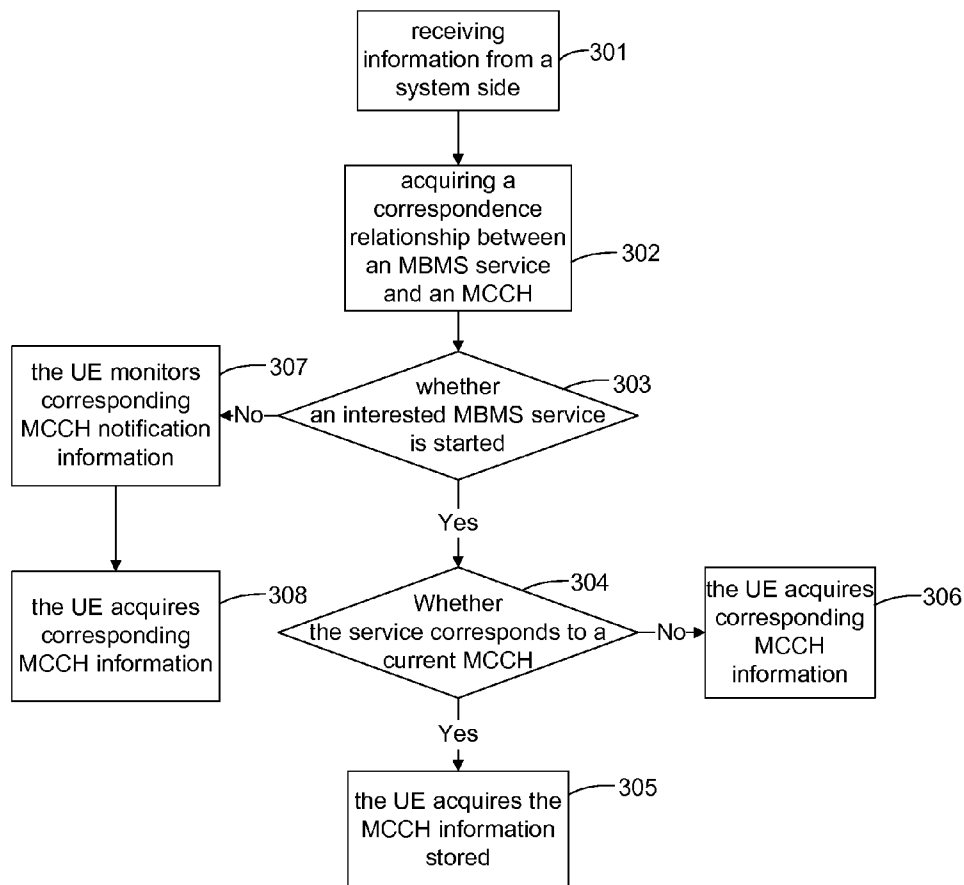 receiving
information from a
system side
301
acquiring a
correspondence
relationship between
an MBMS service
and an MCCH
302
whether
an interested MBMS service
is started
303
No
the UE monitors
corresponding
MCCH notification
information
307
the UE acquires
corresponding
MCCH information
308
Yes
Whether
the service corresponds to a
current MCCH
304
No
the UE acquires
corresponding
MCCH
information
306
Yes
the UE acquires the
MCCH information
stored
305